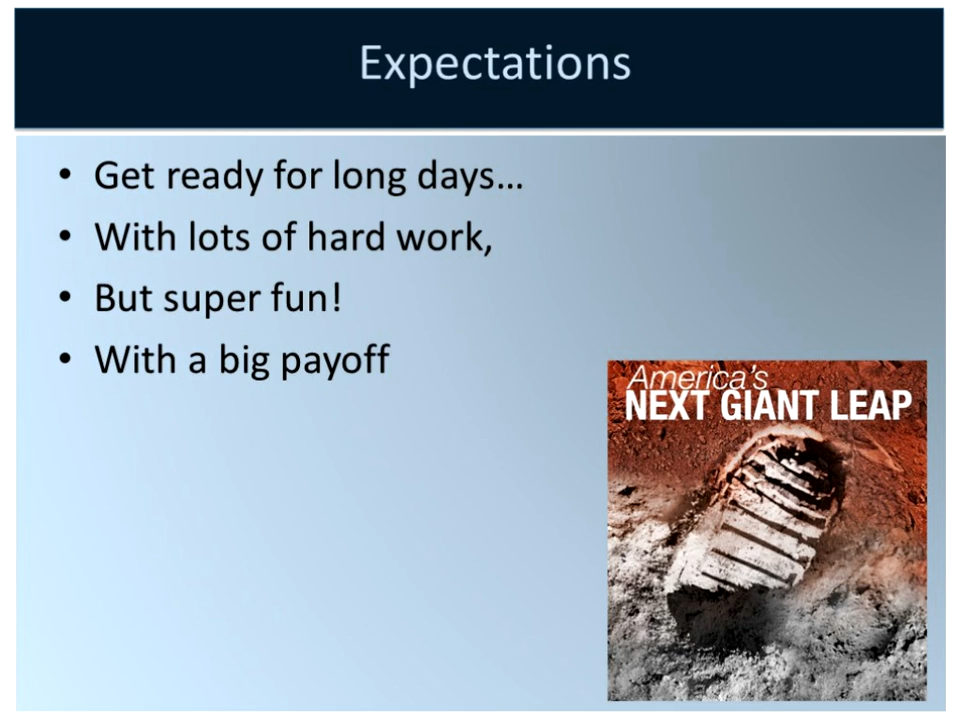 Expectations
• Get ready for long days...
• With lots of hard work,
• But super fun!
• With a big payoff
America's
NEXT GIANT LEAP